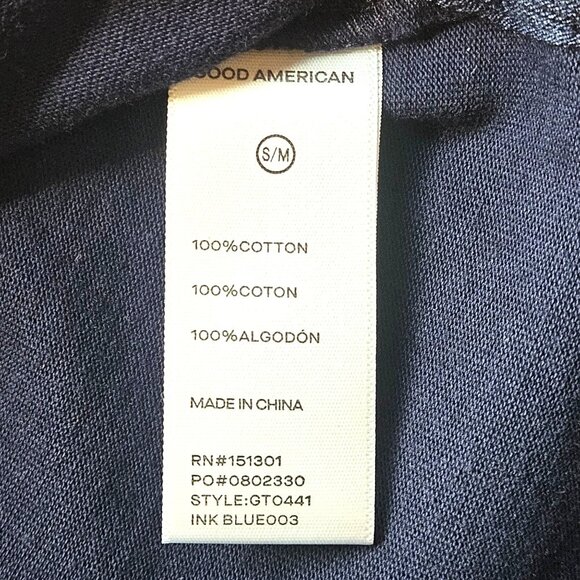 GOOD AMERICAN
S/M
100%COTTON
100%COTON
100%ALGODÓN
MADE IN CHINA
RN#151301
PO#0802330
STYLE:GT0441
INK BLUE003